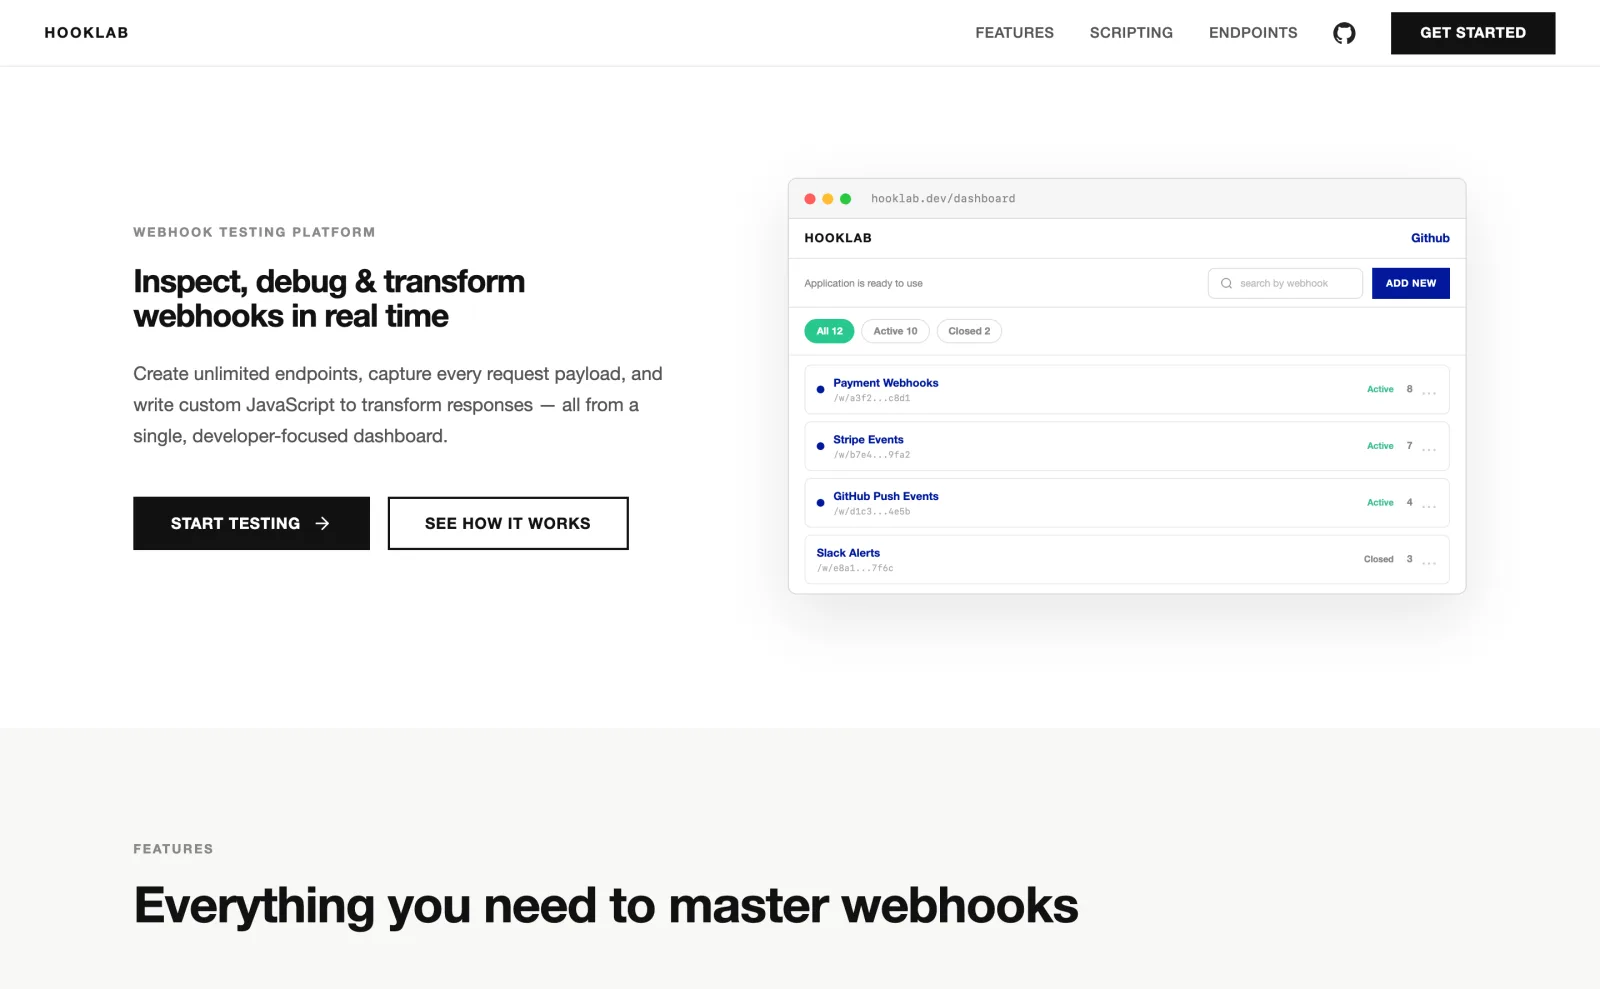 HOOKLAB
FEATURES
SCRIPTING
ENDPOINTS
GET STARTED
WEBHOOK TESTING PLATFORM
Inspect, debug & transform
webhooks in real time
Create unlimited endpoints, capture every request payload, and
write custom JavaScript to transform responses — all from a
single, developer-focused dashboard.
START TESTING →
SEE HOW IT WORKS
hooklab.dev/dashboard
HOOKLAB
Github
Application is ready to use
search by webhook
ADD NEW
All 12
Active 10
Closed 2
Payment Webhooks
/w/a3f2...c8d1
Active 8 ...
Stripe Events
/w/b7e4...9fa2
Active 7 ...
GitHub Push Events
/w/d1c3...4e5b
Active 4 ...
Slack Alerts
/w/e8a1...7f6c
Closed 3 ...
FEATURES
Everything you need to master webhooks